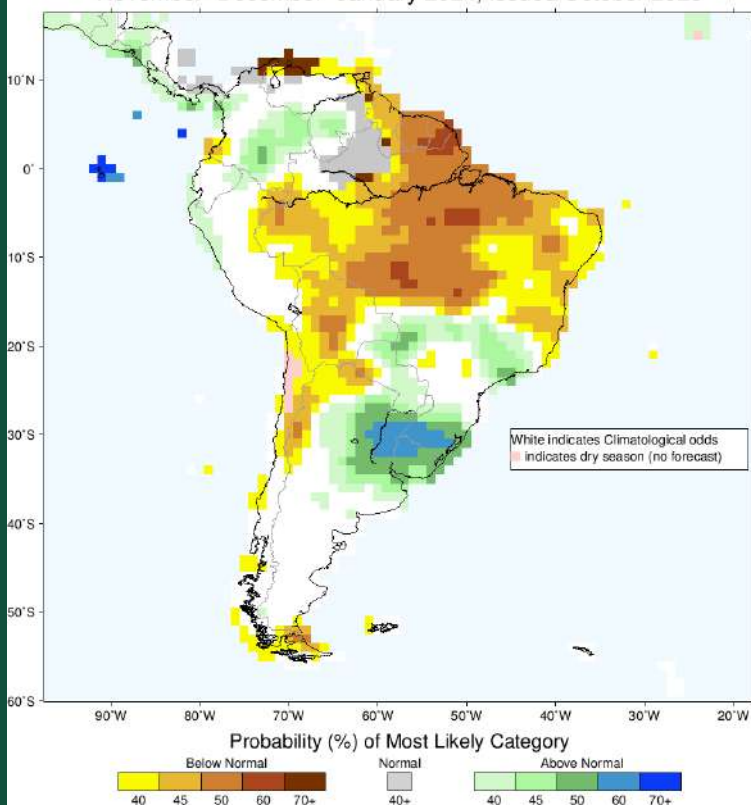 10˚N
0˚
10˚S
20˚S
30˚S
40˚S
50˚S
60˚S
White indicates Climatological odds
indicates dry season (no forecast)
90˚W 80˚W 70˚W 60˚W 50˚W 40˚W 30˚W 20˚W
Probability (%) of Most Likely Category
Below Normal Normal Above Normal
40 45 50 60 70+ 40+ 40 45 50 60 70+